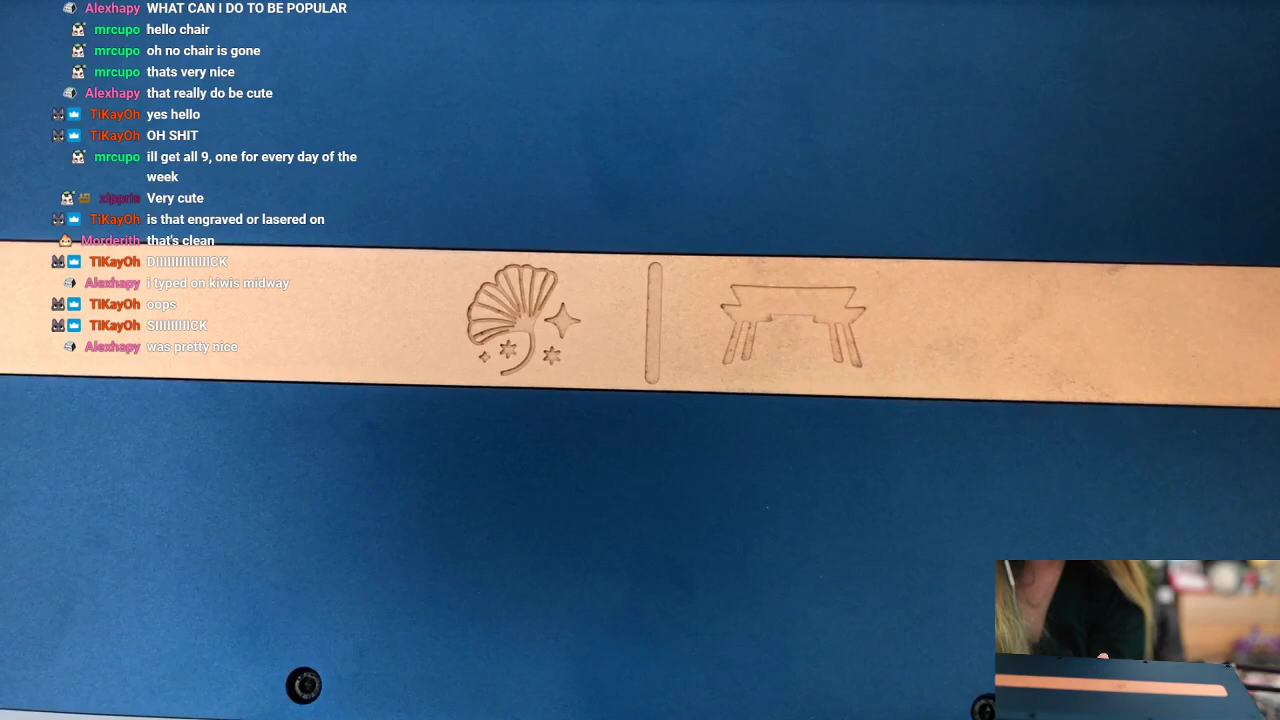 Alexhapy WHAT CAN I DO TO BE POPULAR
mrcupo hello chair
mrcupo oh no chair is gone
mrcupo thats very nice
Alexhapy that really do be cute
TiKayOh yes hello
TiKayOh OH SHIT
mrcupo ill get all 9, one for every day of the
week
xippris Very cute
TiKayOh is that engraved or lasered on
Morderith that's clean
TiKayOh DIIIIIIIIIIIIIICK
Alexhapy i typed on kiwis midway
TiKayOh oops
TiKayOh SIIIIIIIIICK
Alexhapy was pretty nice